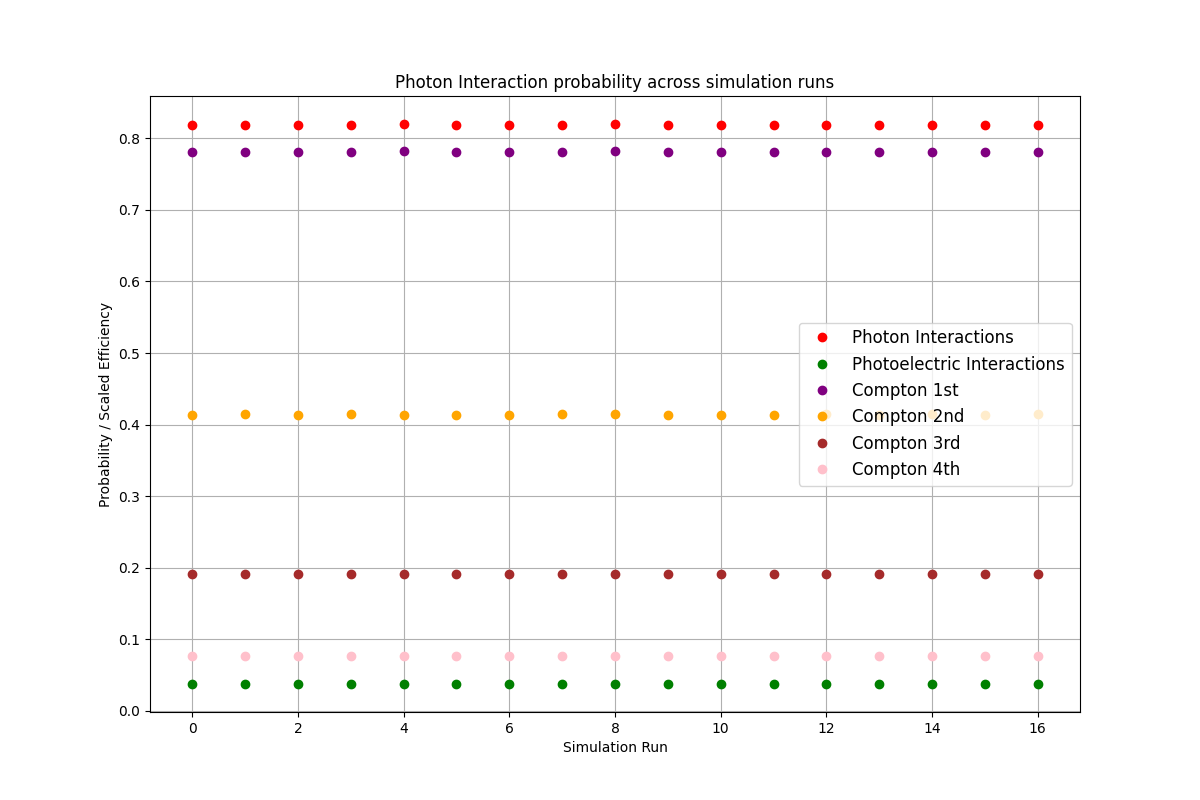 Photon Interaction probability across simulation runs
Probability / Scaled Efficiency
0.8
0.7
0.6
0.5
0.4
0.3
0.2
0.1
0.0
Photon Interactions
Photoelectric Interactions
Compton 1st
Compton 2nd
Compton 3rd
Compton 4th
0 2 4 6 8 10 12 14 16
Simulation Run